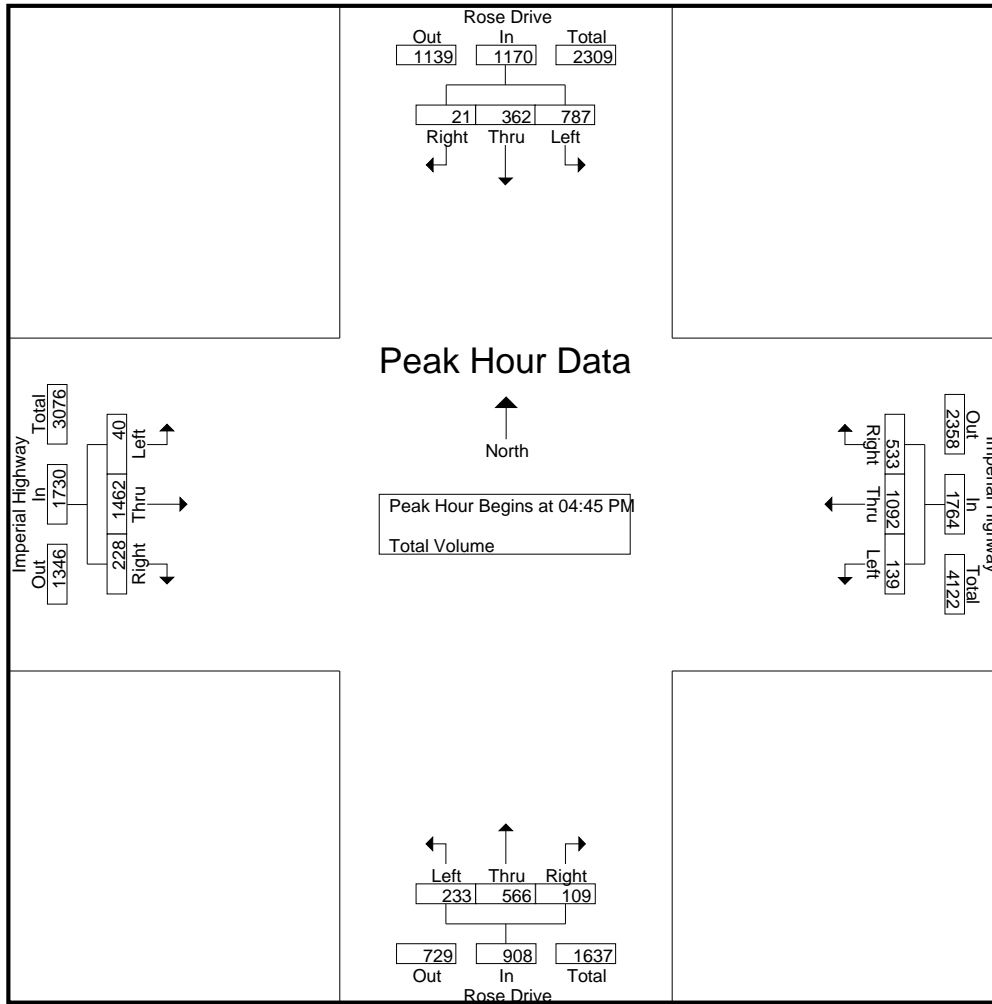 Rose Drive
Out In Total
1139 1170 2309
21 362 787
Right Thru Left
Peak Hour Data
North
Peak Hour Begins at 04:45 PM
Total Volume
Imperial Highway
Total In Out
3076 1730 1346
40 1462 228
Left Thru Right
Imperial Highway
Out In Total
2358 1764 4122
533 1092 139
Right Thru Left
Left Thru Right
233 566 109
729 908 1637
Out In Total
Rose Drive